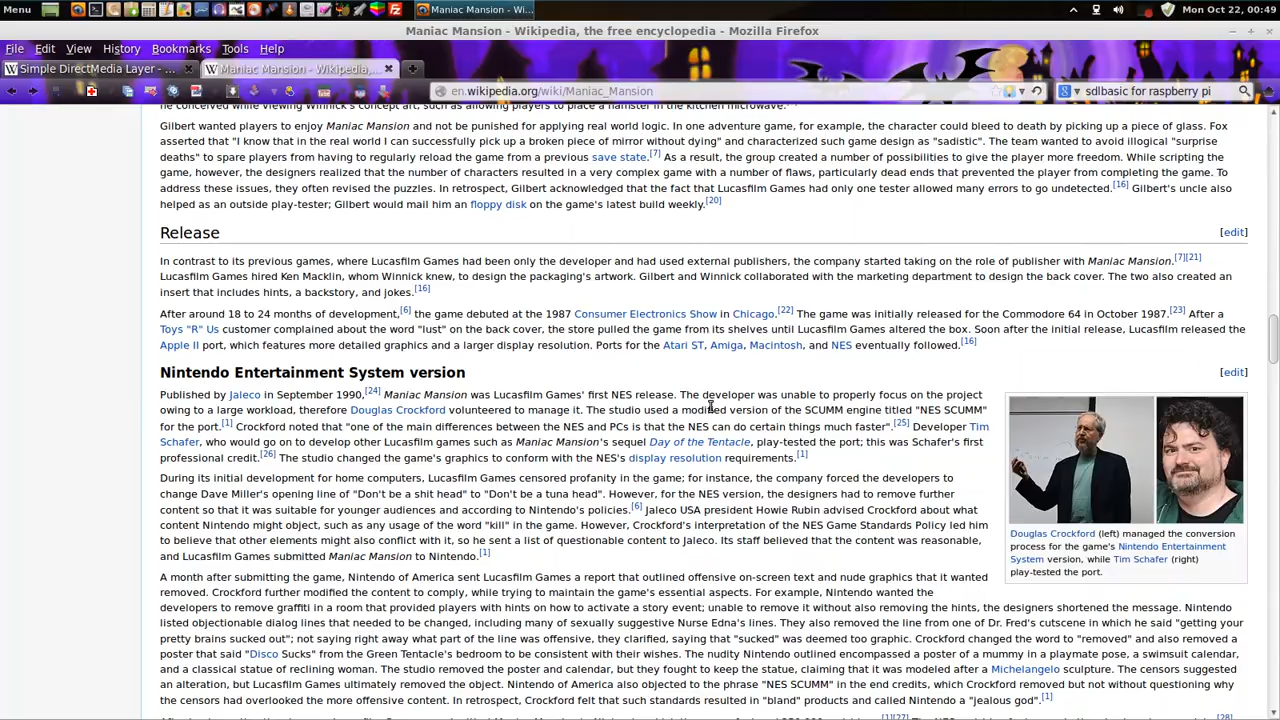 Menu
Maniac Mansion - Wi...
Mon Oct 22, 00:49
Maniac Mansion - Wikipedia, the free encyclopedia - Mozilla Firefox
File Edit View History Bookmarks Tools Help
Simple DirectMedia Layer - ...
Maniac Mansion - Wikipedia, ...
en.wikipedia.org/wiki/Maniac_Mansion
sdlbasic for raspberry pi
he conceived while viewing Winnick's concept art, such as allowing players to place a hamster in the kitchen microwave.
Gilbert wanted players to enjoy Maniac Mansion and not be punished for applying real world logic. In one adventure game, for example, the character could bleed to death by picking up a piece of glass. Fox
asserted that "I know that in the real world I can successfully pick up a broken piece of mirror without dying" and characterized such game design as "sadistic". The team wanted to avoid illogical "surprise
deaths" to spare players from having to regularly reload the game from a previous save state.[7] As a result, the group created a number of possibilities to give the player more freedom. While scripting the
game, however, the designers realized that the number of characters resulted in a very complex game with a number of flaws, particularly dead ends that prevented the player from completing the game. To
address these issues, they often revised the puzzles. In retrospect, Gilbert acknowledged that the fact that Lucasfilm Games had only one tester allowed many errors to go undetected.[16] Gilbert's uncle also
helped as an outside play-tester; Gilbert would mail him an floppy disk on the game's latest build weekly.[20]
Release [edit]
In contrast to its previous games, where Lucasfilm Games had been only the developer and had used external publishers, the company started taking on the role of publisher with Maniac Mansion.[7][21]
Lucasfilm Games hired Ken Macklin, whom Winnick knew, to design the packaging's artwork. Gilbert and Winnick collaborated with the marketing department to design the back cover. The two also created an
insert that includes hints, a backstory, and jokes.[16]
After around 18 to 24 months of development,[6] the game debuted at the 1987 Consumer Electronics Show in Chicago.[22] The game was initially released for the Commodore 64 in October 1987.[23] After a
Toys "R" Us customer complained about the word "lust" on the back cover, the store pulled the game from its shelves until Lucasfilm Games altered the box. Soon after the initial release, Lucasfilm released the
Apple II port, which features more detailed graphics and a larger display resolution. Ports for the Atari ST, Amiga, Macintosh, and NES eventually followed.[16]
Nintendo Entertainment System version [edit]
Published by Jaleco in September 1990,[24] Maniac Mansion was Lucasfilm Games' first NES release. The developer was unable to properly focus on the project
owing to a large workload, therefore Douglas Crockford volunteered to manage it. The studio used a modified version of the SCUMM engine titled "NES SCUMM"
for the port.[1] Crockford noted that "one of the main differences between the NES and PCs is that the NES can do certain things much faster".[25] Developer Tim
Schafer, who would go on to develop other Lucasfilm games such as Maniac Mansion's sequel Day of the Tentacle, play-tested the port; this was Schafer's first
professional credit.[26] The studio changed the game's graphics to conform with the NES's display resolution requirements.[1]
During its initial development for home computers, Lucasfilm Games censored profanity in the game; for instance, the company forced the developers to
change Dave Miller's opening line of "Don't be a shit head" to "Don't be a tuna head". However, for the NES version, the designers had to remove further
content so that it was suitable for younger audiences and according to Nintendo's policies.[6] Jaleco USA president Howie Rubin advised Crockford about what
content Nintendo might object, such as any usage of the word "kill" in the game. However, Crockford's interpretation of the NES Game Standards Policy led him
to believe that other elements might also conflict with it, so he sent a list of questionable content to Jaleco. Its staff believed that the content was reasonable,
and Lucasfilm Games submitted Maniac Mansion to Nintendo.[1]
Douglas Crockford (left) managed the conversion
process for the game's Nintendo Entertainment
System version, while Tim Schafer (right)
play-tested the port.
A month after submitting the game, Nintendo of America sent Lucasfilm Games a report that outlined offensive on-screen text and nude graphics that it wanted
removed. Crockford further modified the content to comply, while trying to maintain the game's essential aspects. For example, Nintendo wanted the
developers to remove graffiti in a room that provided players with hints on how to activate a story event; unable to remove it without also removing the hints, the designers shortened the message. Nintendo
listed objectionable dialog lines that needed to be changed, including many of sexually suggestive Nurse Edna's lines. They also removed the line from one of Dr. Fred's cutscene in which he said "getting your
pretty brains sucked out"; not saying right away what part of the line was offensive, they clarified, saying that "sucked" was deemed too graphic. Crockford changed the word to "removed" and also removed a
poster that said "Disco Sucks" from the Green Tentacle's bedroom to be consistent with their wishes. The nudity Nintendo outlined encompassed a poster of a mummy in a playmate pose, a swimsuit calendar,
and a classical statue of reclining woman. The studio removed the poster and calendar, but they fought to keep the statue, claiming that it was modeled after a Michelangelo sculpture. The censors suggested
an alteration, but Lucasfilm Games ultimately removed the object. Nintendo of America also objected to the phrase "NES SCUMM" in the end credits, which Crockford removed but not without questioning why
the censors had overlooked the more offensive content. In retrospect, Crockford felt that such standards resulted in "bland" products and called Nintendo a "jealous god".[1]